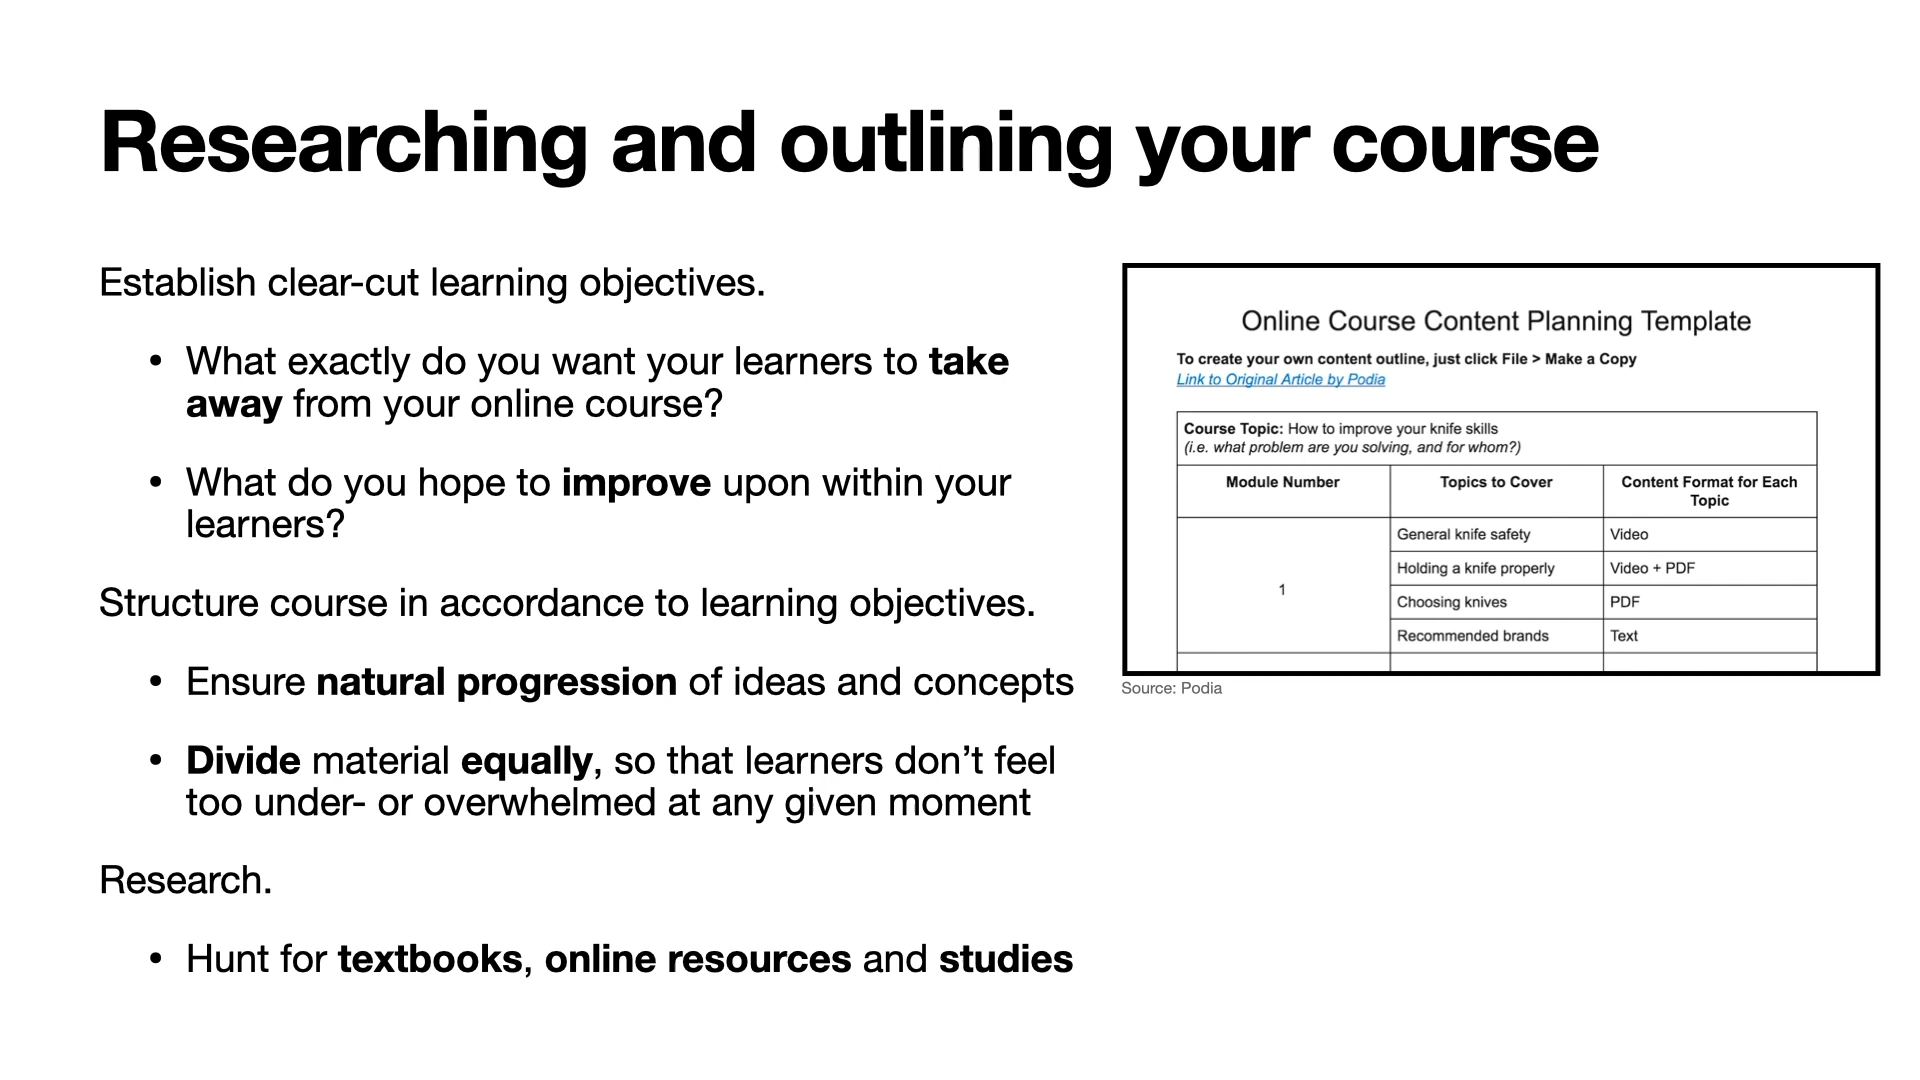 Researching and outlining your course
Establish clear-cut learning objectives.
• What exactly do you want your learners to take
away from your online course?
• What do you hope to improve upon within your
learners?
Structure course in accordance to learning objectives.
• Ensure natural progression of ideas and concepts
• Divide material equally, so that learners don’t feel
too under- or overwhelmed at any given moment
Research.
• Hunt for textbooks, online resources and studies
Online Course Content Planning Template
To create your own content outline, just click File > Make a Copy
Link to Original Article by Podia
Course Topic: How to improve your knife skills
(i.e. what problem are you solving, and for whom?)
Module Number Topics to Cover Content Format for Each
Topic
General knife safety Video
Holding a knife properly Video + PDF
1
Choosing knives PDF
Recommended brands Text
Source: Podia